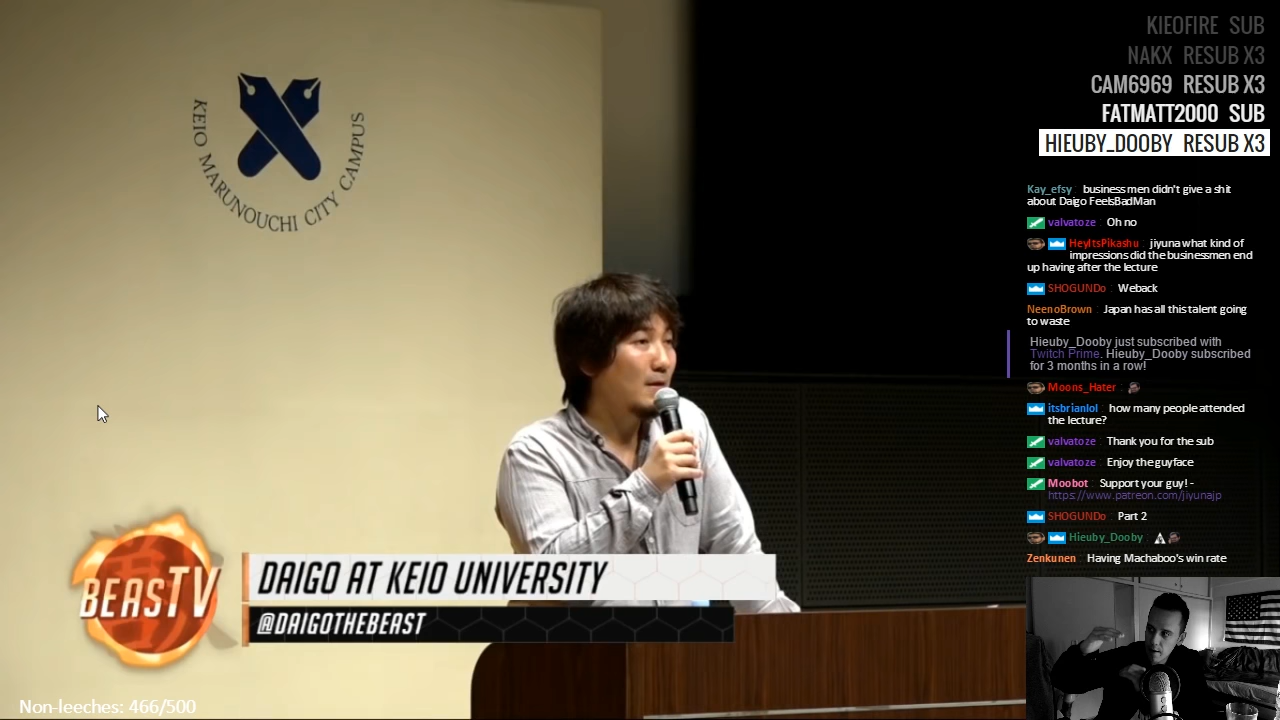 KEIO MARUNOUCHI CITY CAMPUS
BEASTV
DAIGO AT KEIO UNIVERSITY
@DAIGOTHEBEAST
Non-leeches: 466/500
KIEOFIRE SUB
NAKX RESUB X3
CAM6969 RESUB X3
FATMATT2000 SUB
HIEUBY_DOOBY RESUB X3
Kay_efsy : business men didn't give a shit
about Daigo FeelsBadMan
valvatoze : Oh no
HeyItsPikashu : jiyuna what kind of
impressions did the businessmen end
up having after the lecture
SHOGUNDo : Weback
NeenoBrown : Japan has all this talent going
to waste
Hieuby_Dooby just subscribed with
Twitch Prime. Hieuby_Dooby subscribed
for 3 months in a row!
Moons_Hater :
itsbrianlol : how many people attended
the lecture?
valvatoze : Thank you for the sub
valvatoze : Enjoy the guyface
Moobot : Support your guy! -
https://www.patreon.com/jiyunajp
SHOGUNDo : Part 2
Hieuby_Dooby :
Zenkunen : Having Machaboo's win rate